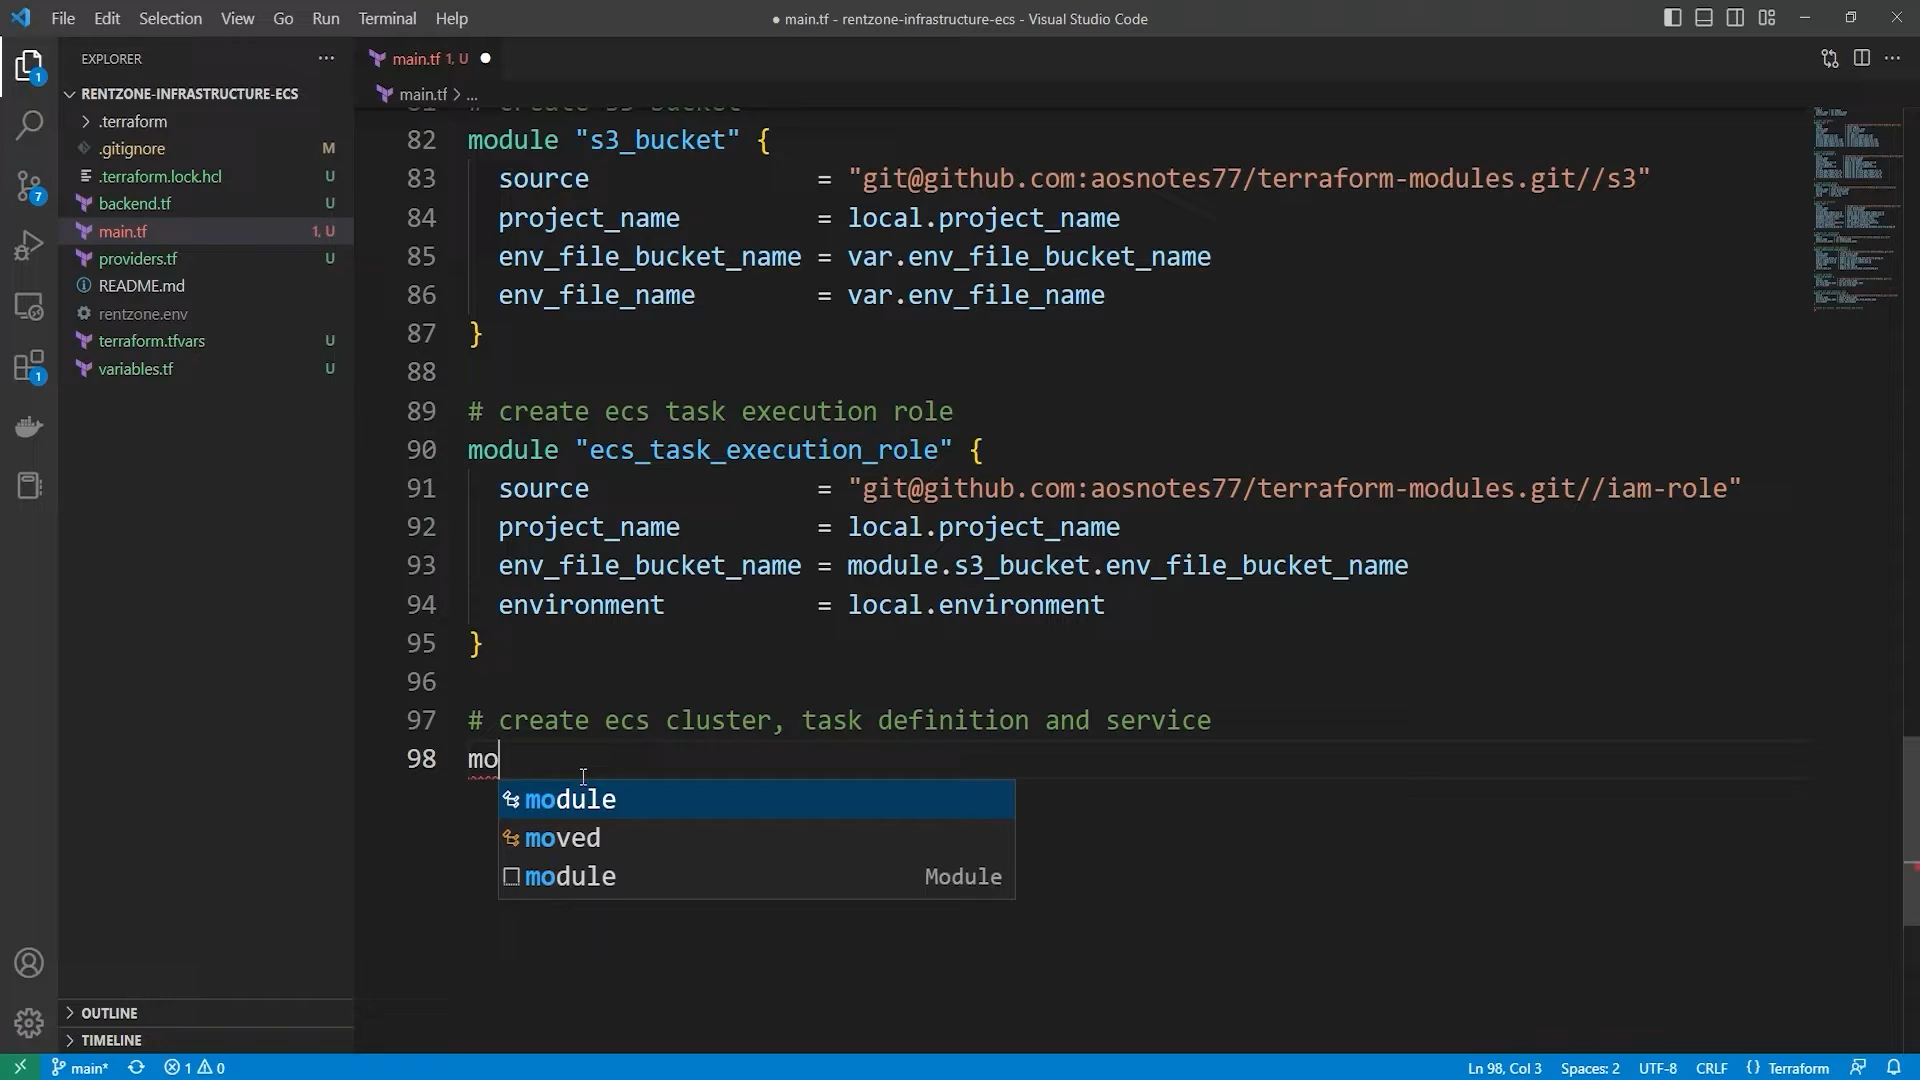 File Edit Selection View Go Run Terminal Help
● main.tf - rentzone-infrastructure-ecs - Visual Studio Code
EXPLORER
RENTZONE-INFRASTRUCTURE-ECS
.terraform
.gitignore M
.terraform.lock.hcl U
backend.tf U
main.tf 1, U
providers.tf U
README.md
rentzone.env
terraform.tfvars U
variables.tf U
OUTLINE
TIMELINE
1
7
1
main.tf 1, U ●
main.tf > ...
81 # create s3 bucket
82 module "s3_bucket" {
83 source = "git@github.com:aosnotes77/terraform-modules.git//s3"
84 project_name = local.project_name
85 env_file_bucket_name = var.env_file_bucket_name
86 env_file_name = var.env_file_name
87 }
88
89 # create ecs task execution role
90 module "ecs_task_execution_role" {
91 source = "git@github.com:aosnotes77/terraform-modules.git//iam-role"
92 project_name = local.project_name
93 env_file_bucket_name = module.s3_bucket.env_file_bucket_name
94 environment = local.environment
95 }
96
97 # create ecs cluster, task definition and service
98 mo
module
moved
module Module
main* 1 0
Ln 98, Col 3 Spaces: 2 UTF-8 CRLF {} Terraform